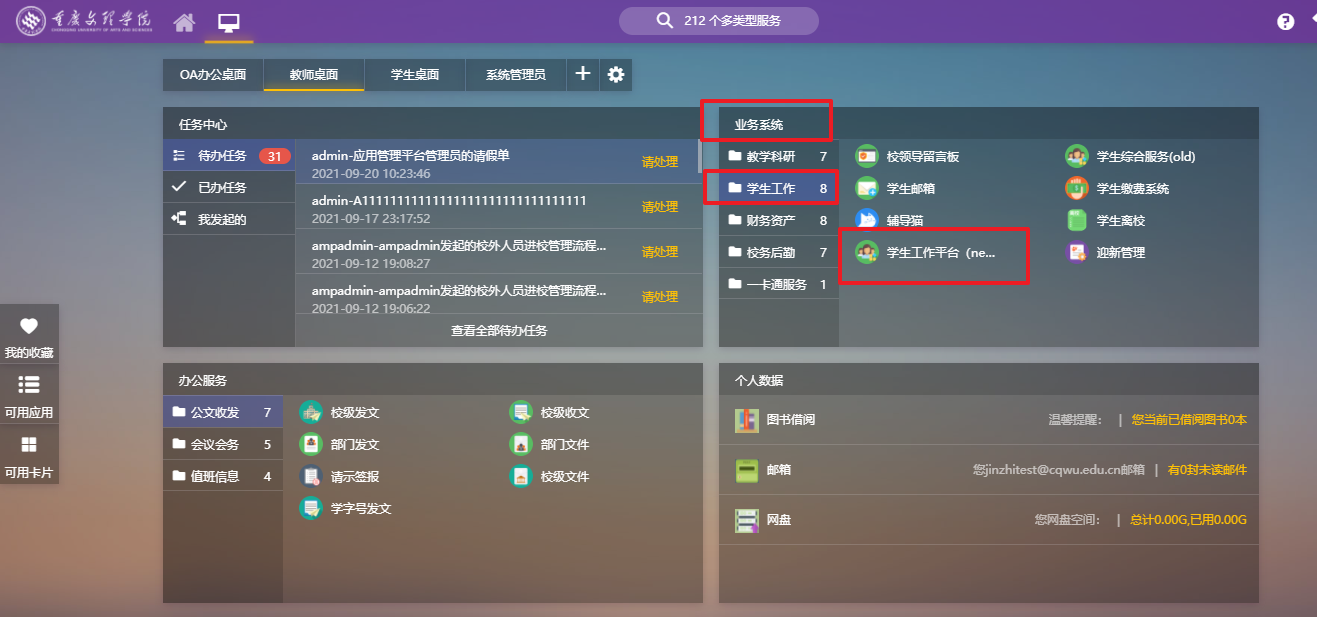 重庆文理学院
CHONGQING UNIVERSITY OF ARTS AND SCIENCES
212 个多类型服务
OA办公桌面
教师桌面
学生桌面
系统管理员
任务中心
待办任务 31
已办任务
我发起的
admin-应用管理平台管理员的请假单
2021-09-20 10:23:46
请处理
admin-A1111111111111111111111111111111111
2021-09-17 23:17:52
请处理
ampadmin-ampadmin发起的校外人员进校管理流程...
2021-09-12 19:08:27
请处理
ampadmin-ampadmin发起的校外人员进校管理流程...
2021-09-12 19:06:22
请处理
查看全部待办任务
业务系统
教学科研 7
学生工作 8
财务资产 8
校务后勤 7
一卡通服务 1
校领导留言板
学生综合服务(old)
学生邮箱
学生缴费系统
辅导猫
学生离校
学生工作平台（ne...
迎新管理
我的收藏
可用应用
可用卡片
办公服务
公文收发 7
会议会务 5
值班信息 4
校级发文
校级收文
部门发文
部门文件
请示签报
校级文件
学字号发文
个人数据
图书借阅
温馨提醒： | 您当前已借阅图书0本
邮箱
您jinzhitest@cqwu.edu.cn邮箱 | 有0封未读邮件
网盘
您网盘空间： | 总计0.00G,已用0.00G